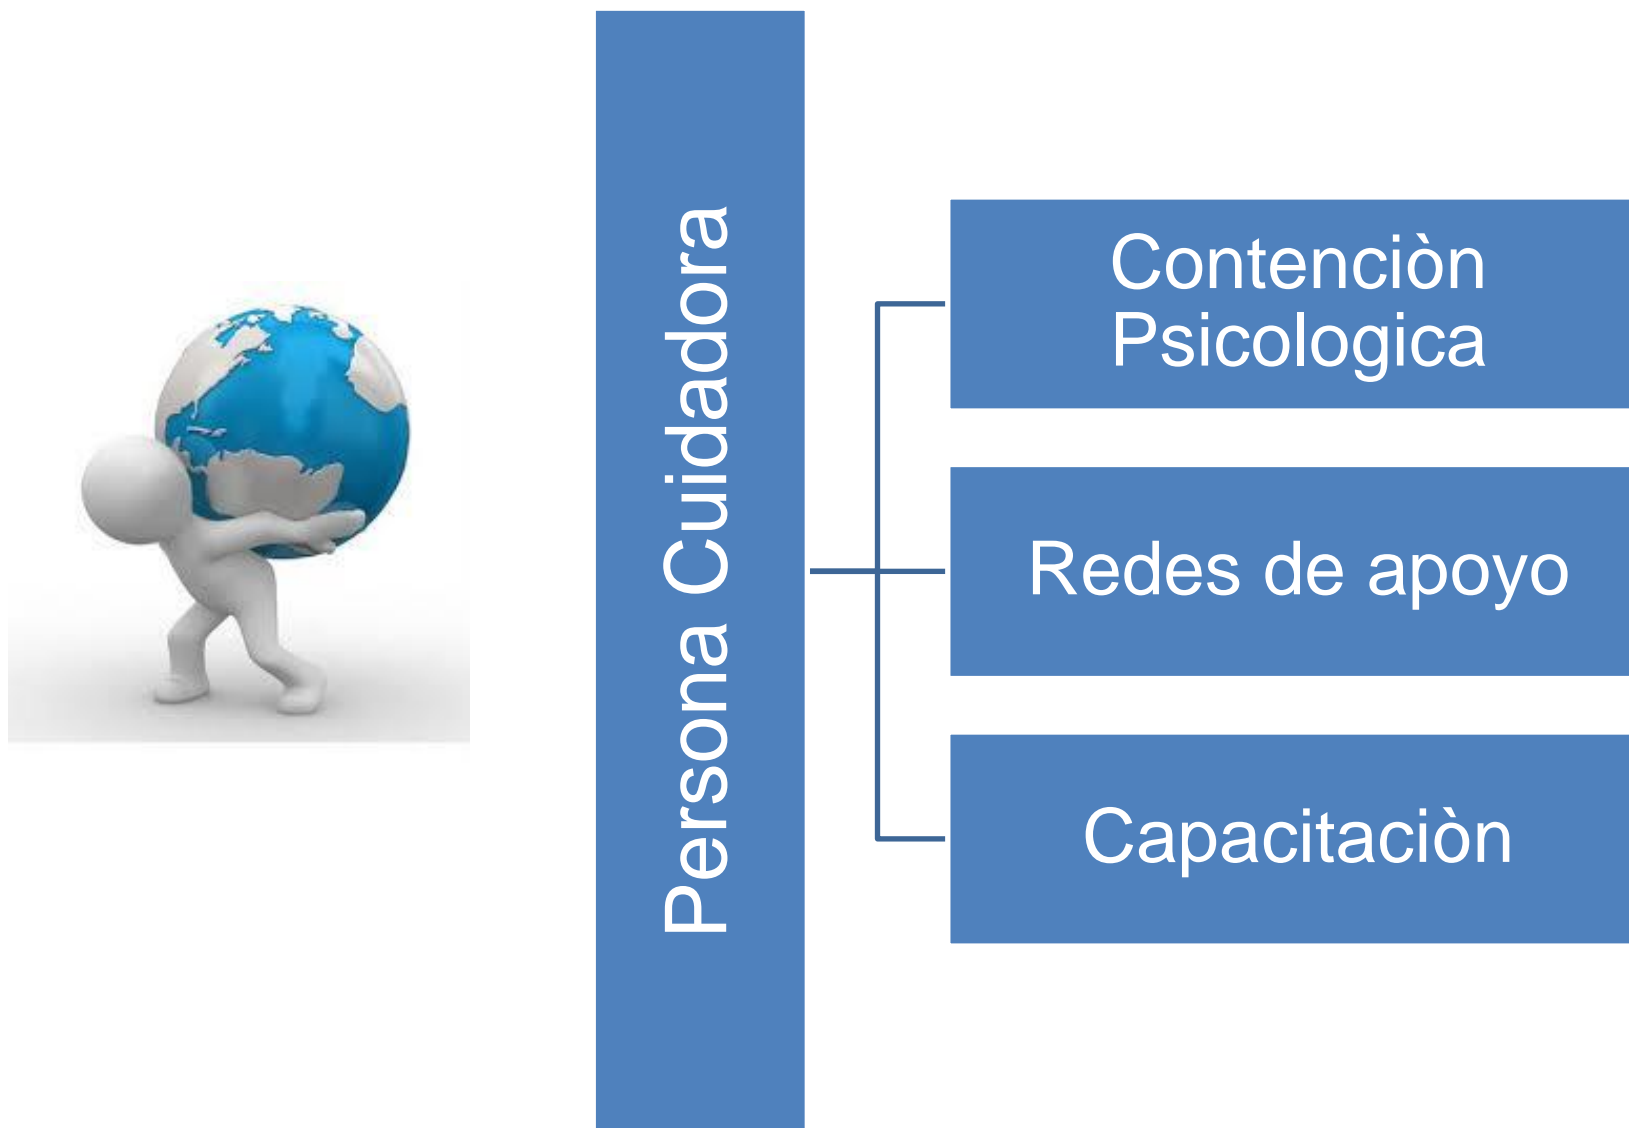 Persona Cuidadora
Contenciòn
Psicologica
Redes de apoyo
Capacitaciòn